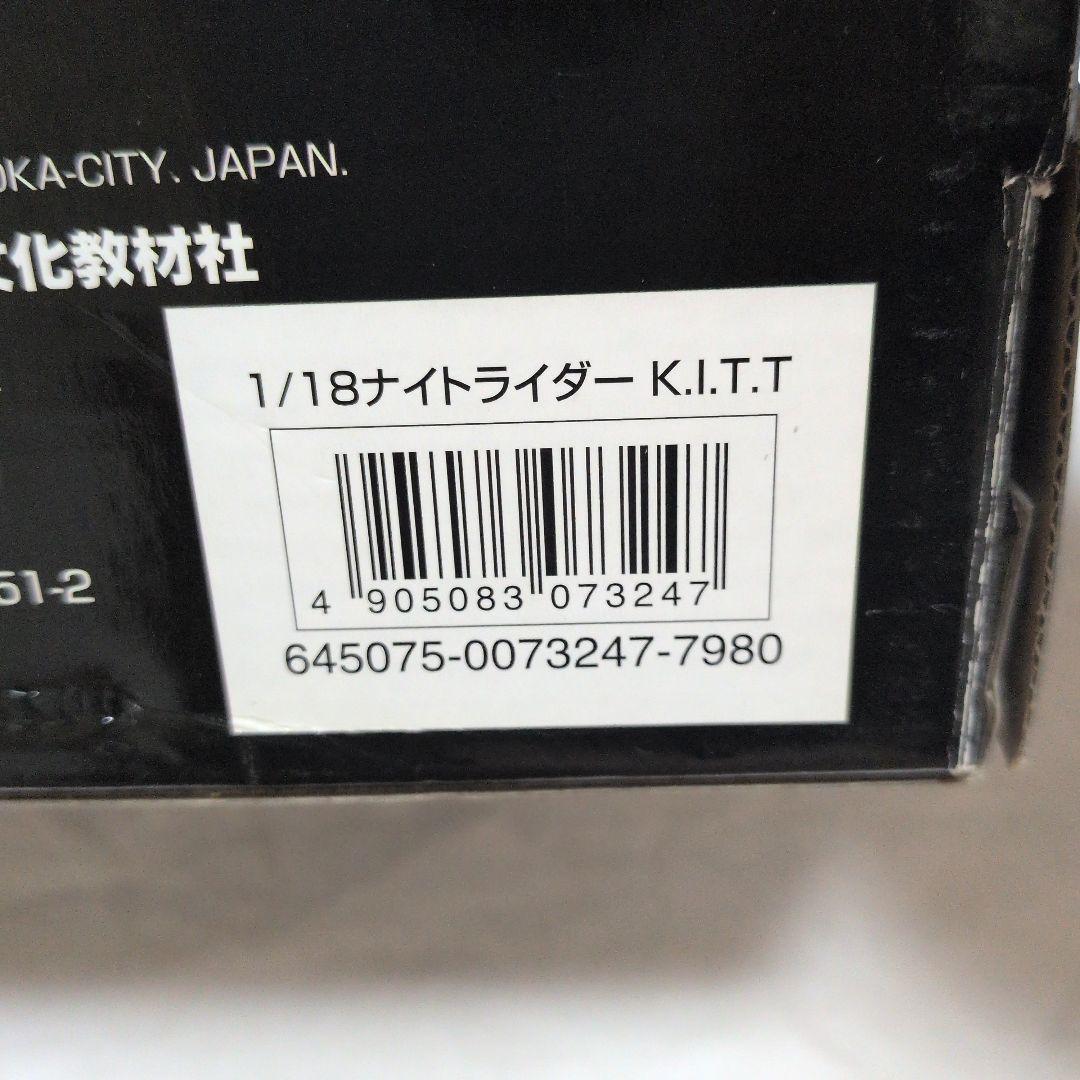 OKA-CITY. JAPAN.
文化教材社
1/18ナイトライダー K.I.T.T
4 905083 073247
645075-0073247-7980
51-2